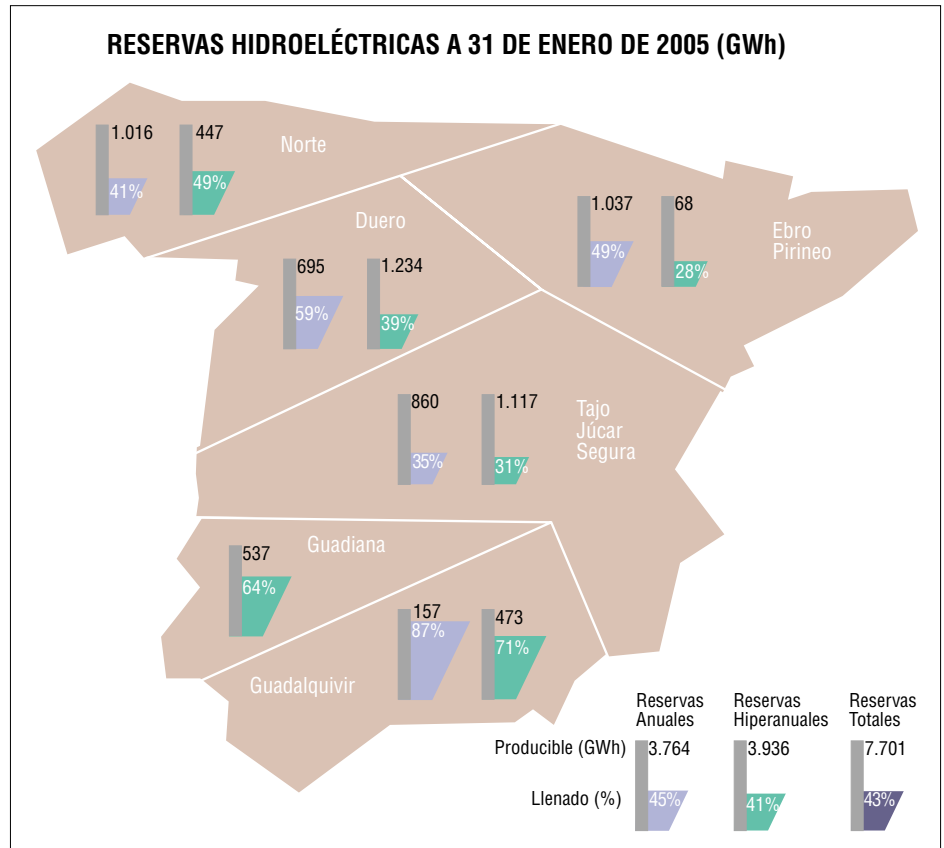 RESERVAS HIDROELÉCTRICAS A 31 DE ENERO DE 2005 (GWh)
1.016
447
Norte
41%
49%
Duero
695
1.234
59%
39%
1.037
68
Ebro
Pirineo
49%
28%
860
1.117
Tajo
Júcar
Segura
35%
31%
Guadiana
537
64%
157
473
87%
71%
Guadalquivir
Reservas
Anuales
Reservas
Hiperanuales
Reservas
Totales
Producible (GWh)
3.764
3.936
7.701
Llenado (%)
45%
41%
43%